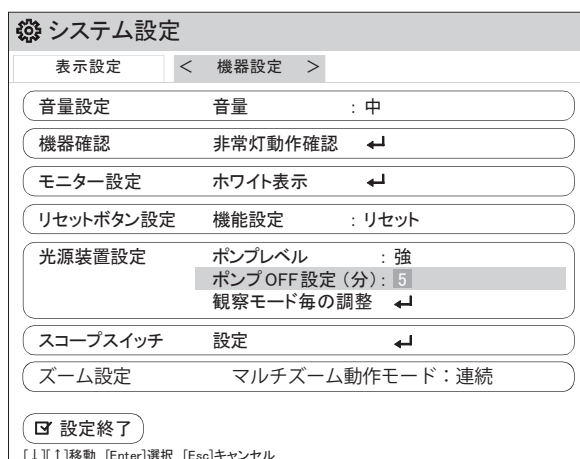 システム設定
表示設定 < 機器設定 >
音量設定 音量 : 中
機器確認 非常灯動作確認 ↵
モニター設定 ホワイト表示 ↵
リセットボタン設定 機能設定 : リセット
光源装置設定 ポンプレベル : 強
ポンプOFF設定(分): 5
観察モード毎の調整 ↵
スコープスイッチ 設定 ↵
ズーム設定 マルチズーム動作モード:連続
設定終了
[↓][↑]移動 [Enter]選択 [Esc]キャンセル